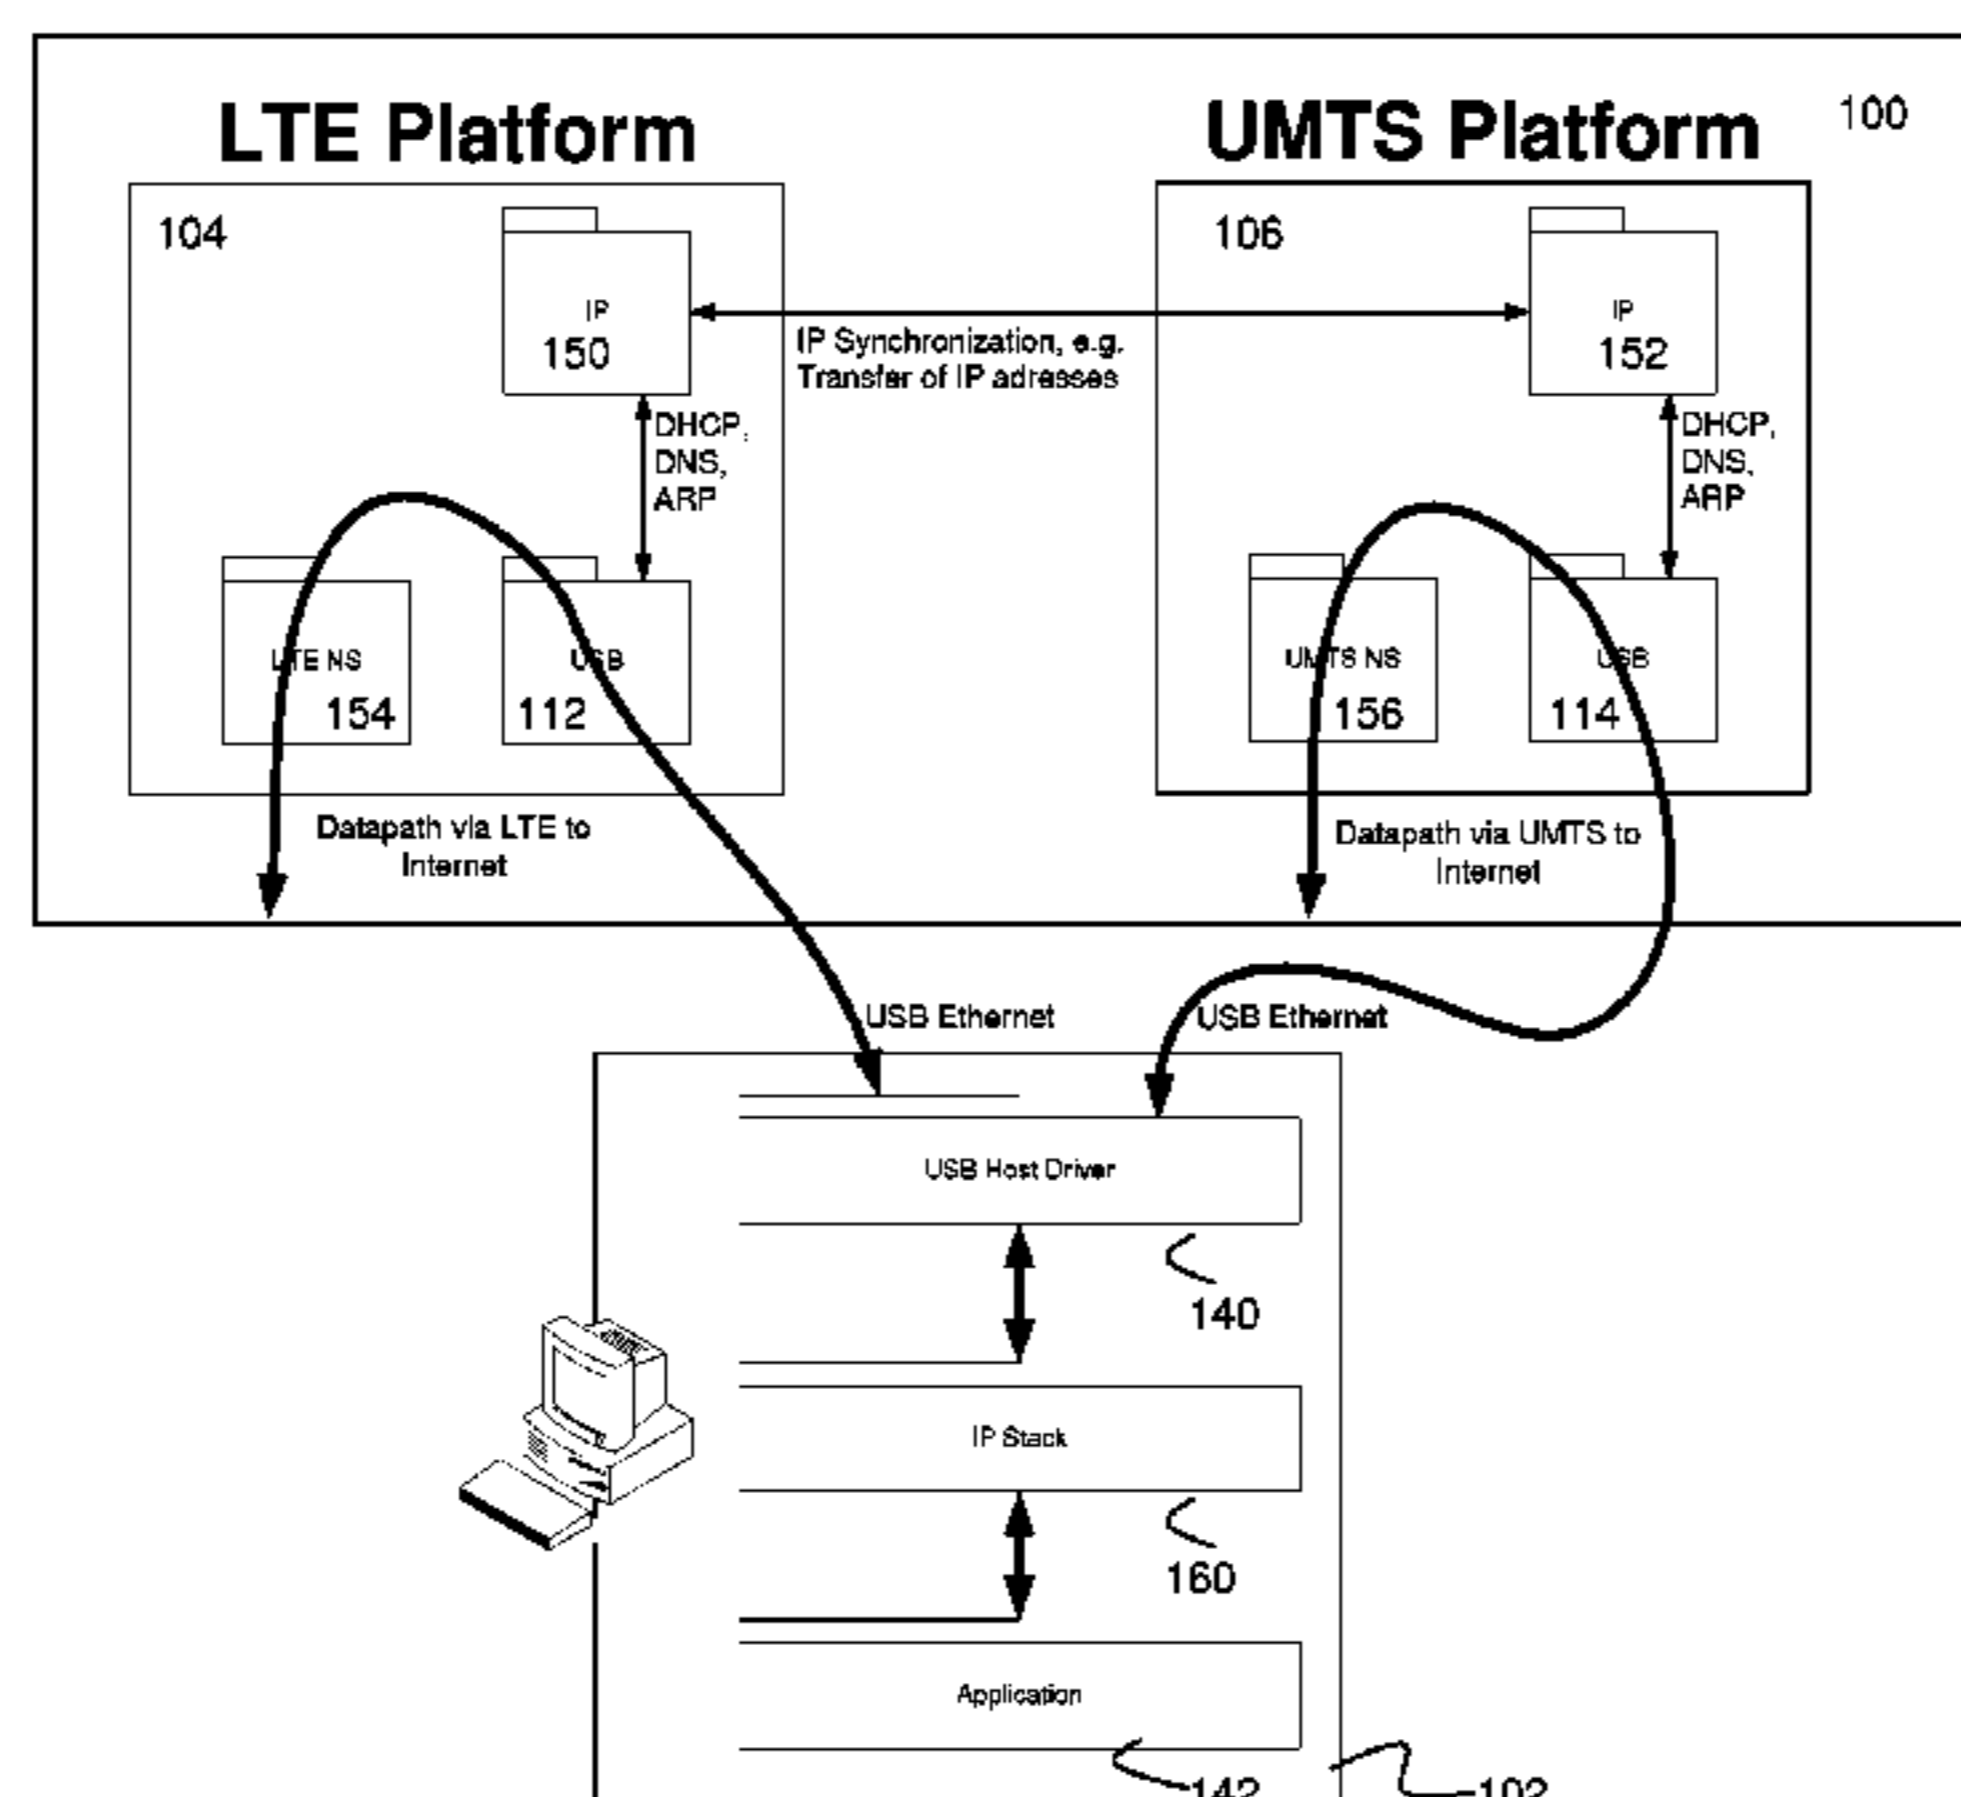 LTE Platform
UMTS Platform
100
104
106
IP
150
IP
152
IP Synchronization, e.g.
Transfer of IP adresses
DHCP,
DNS,
ARP
DHCP,
DNS,
ARP
LTE NS
154
USB
112
UMTS NS
156
USB
114
Datapath via LTE to
Internet
Datapath via UMTS to
Internet
USB Ethernet
USB Ethernet
USB Host Driver
140
IP Stack
160
Application
142
102